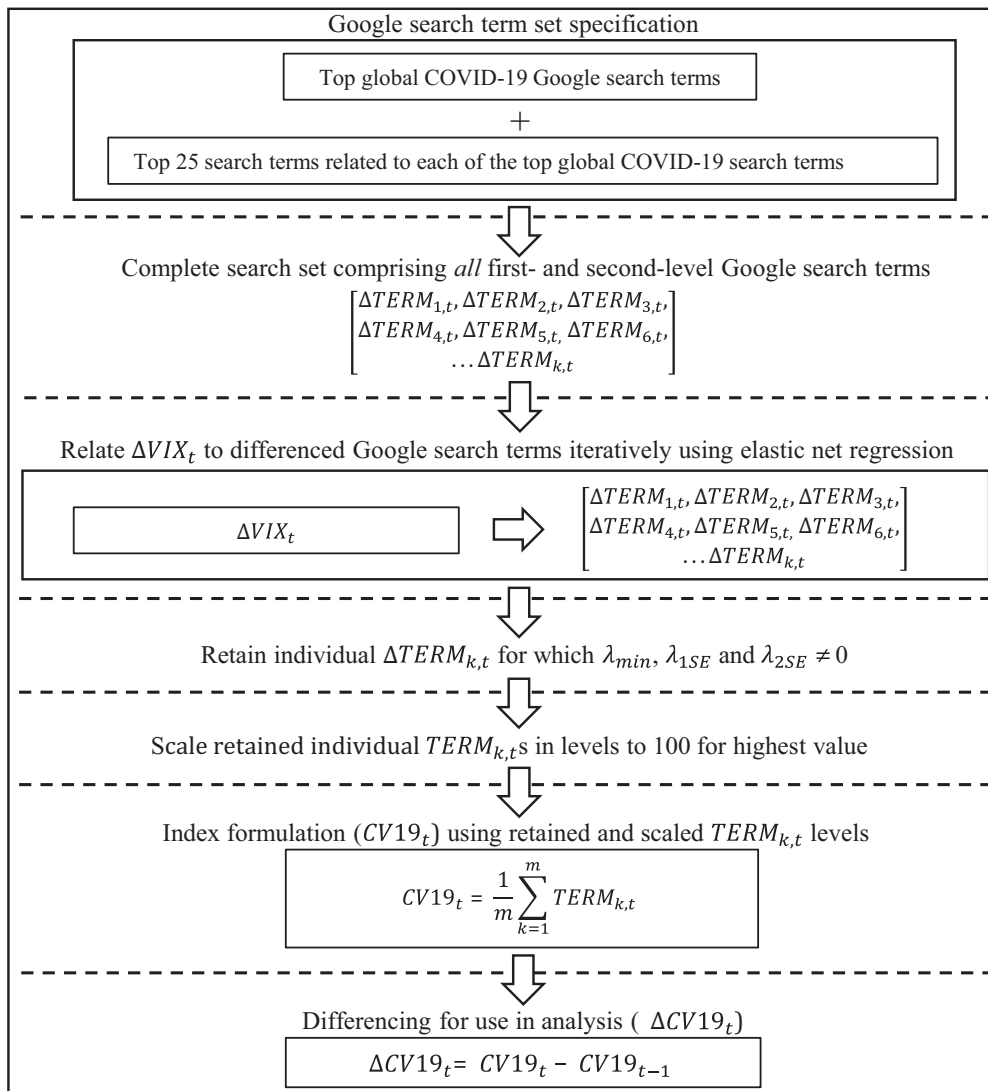 Google search term set specification
Top global COVID-19 Google search terms
+
Top 25 search terms related to each of the top global COVID-19 search terms
Complete search set comprising all first- and second-level Google search terms
[ΔTERM₁,ₜ, ΔTERM₂,ₜ, ΔTERM₃,ₜ,
ΔTERM₄,ₜ, ΔTERM₅,ₜ, ΔTERM₆,ₜ,
…ΔTERMₖ,ₜ]
Relate ΔVIXₜ to differenced Google search terms iteratively using elastic net regression
ΔVIXₜ
[ΔTERM₁,ₜ, ΔTERM₂,ₜ, ΔTERM₃,ₜ,
ΔTERM₄,ₜ, ΔTERM₅,ₜ, ΔTERM₆,ₜ,
…ΔTERMₖ,ₜ]
Retain individual ΔTERMₖ,ₜ for which λ_min, λ_1SE and λ_2SE ≠ 0
Scale retained individual TERMₖ,ₜs in levels to 100 for highest value
Index formulation (CV19ₜ) using retained and scaled TERMₖ,ₜ levels
CV19ₜ = 1/m ∑_{k=1}^{m} TERMₖ,ₜ
Differencing for use in analysis ( ΔCV19ₜ)
ΔCV19ₜ= CV19ₜ − CV19ₜ₋₁